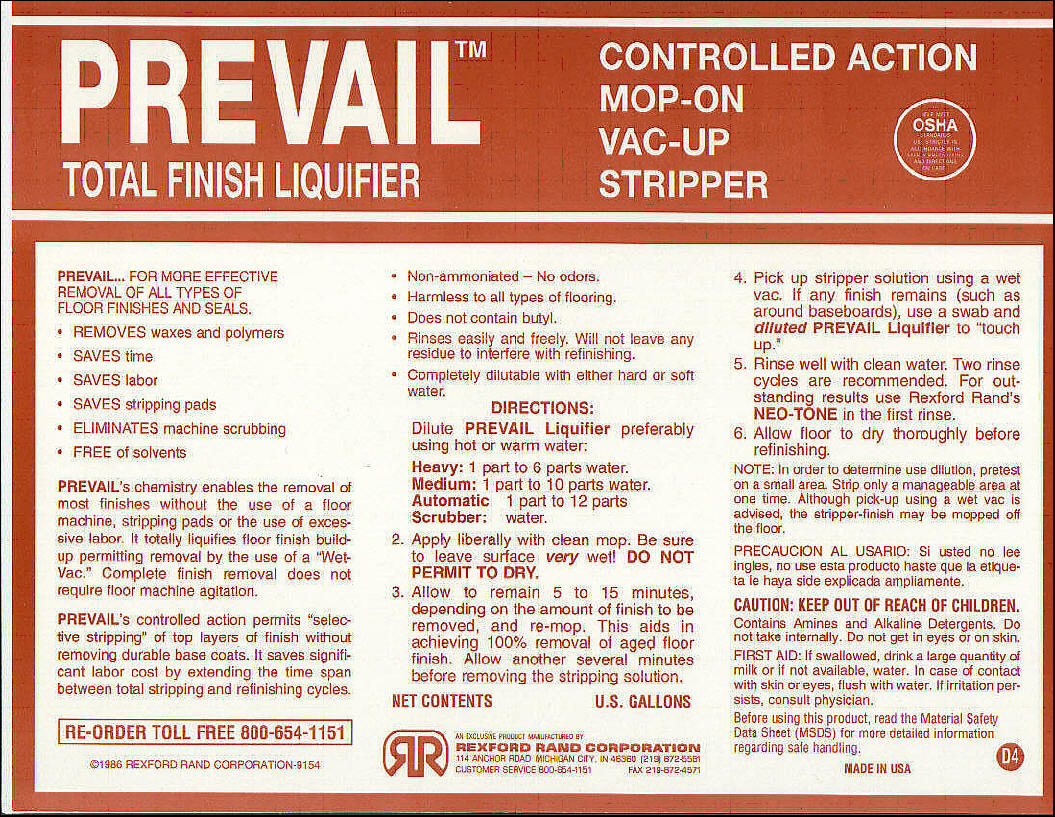 PREVAIL™
TOTAL FINISH LIQUIFIER
CONTROLLED ACTION
MOP-ON
VAC-UP
STRIPPER
OSHA
STANDARDS
PREVAIL... FOR MORE EFFECTIVE
REMOVAL OF ALL TYPES OF
FLOOR FINISHES AND SEALS.
• REMOVES waxes and polymers
• SAVES time
• SAVES labor
• SAVES stripping pads
• ELIMINATES machine scrubbing
• FREE of solvents
PREVAIL's chemistry enables the removal of
most finishes without the use of a floor
machine, stripping pads or the use of exces-
sive labor. It totally liquifies floor finish build-
up permitting removal by the use of a "Wet-
Vac." Complete finish removal does not
require floor machine agitation.
PREVAIL's controlled action permits "selec-
tive stripping" of top layers of finish without
removing durable base coats. It saves signifi-
cant labor cost by extending the time span
between total stripping and refinishing cycles.
RE-ORDER TOLL FREE 800-654-1151
©1986 REXFORD RAND CORPORATION-9154
• Non-ammoniated – No odors.
• Harmless to all types of flooring.
• Does not contain butyl.
• Rinses easily and freely. Will not leave any
residue to interfere with refinishing.
• Completely dilutable with either hard or soft
water.
DIRECTIONS:
Dilute PREVAIL Liquifier preferably
using hot or warm water:
Heavy: 1 part to 6 parts water.
Medium: 1 part to 10 parts water.
Automatic 1 part to 12 parts
Scrubber: water.
2. Apply liberally with clean mop. Be sure
to leave surface very wet! DO NOT
PERMIT TO DRY.
3. Allow to remain 5 to 15 minutes,
depending on the amount of finish to be
removed, and re-mop. This aids in
achieving 100% removal of aged floor
finish. Allow another several minutes
before removing the stripping solution.
NET CONTENTS U.S. GALLONS
RR
AN EXCLUSIVE PRODUCT MANUFACTURED BY
REXFORD RAND CORPORATION
114 ANCHOR ROAD MICHIGAN CITY, IN 46360 (219) 872-5561
CUSTOMER SERVICE 800-654-1151 FAX 219-872-4571
4. Pick up stripper solution using a wet
vac. If any finish remains (such as
around baseboards), use a swab and
diluted PREVAIL Liquifier to "touch
up."
5. Rinse well with clean water. Two rinse
cycles are recommended. For out-
standing results use Rexford Rand's
NEO-TONE in the first rinse.
6. Allow floor to dry thoroughly before
refinishing.
NOTE: In order to determine use dilution, pretest
on a small area. Strip only a manageable area at
one time. Although pick-up using a wet vac is
advised, the stripper-finish may be mopped off
the floor.
PRECAUCION AL USARIO: Si usted no lee
ingles, no use esta producto haste que la etique-
ta le haya side explicada ampliamente.
CAUTION: KEEP OUT OF REACH OF CHILDREN.
Contains Amines and Alkaline Detergents. Do
not take internally. Do not get in eyes or on skin.
FIRST AID: If swallowed, drink a large quantity of
milk or if not available, water. In case of contact
with skin or eyes, flush with water. If irritation per-
sists, consult physician.
Before using this product, read the Material Safety
Data Sheet (MSDS) for more detailed information
regarding safe handling.
MADE IN USA
D4